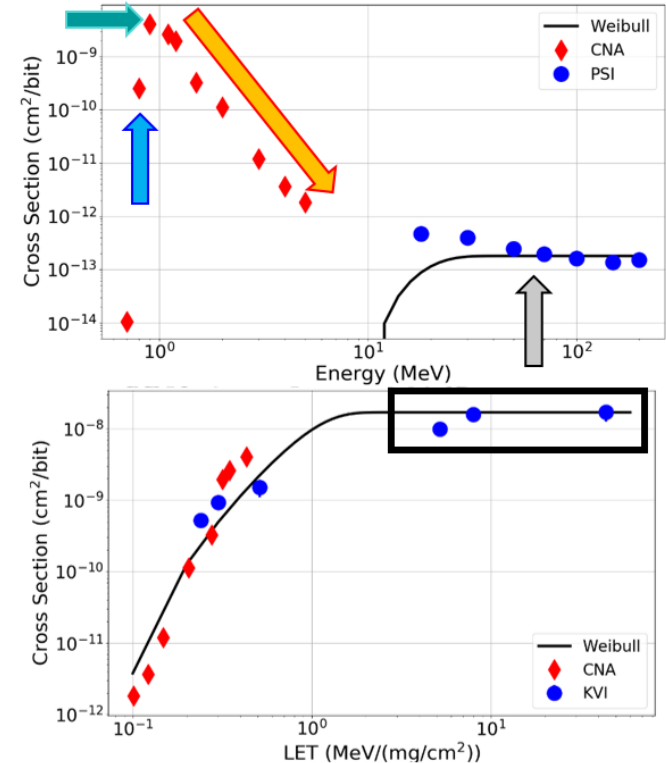 Weibull
CNA
PSI
Cross Section (cm²/bit)
10⁻⁹
10⁻¹⁰
10⁻¹¹
10⁻¹²
10⁻¹³
10⁻¹⁴
10⁰
10¹
10²
Energy (MeV)
Cross Section (cm²/bit)
10⁻⁸
10⁻⁹
10⁻¹⁰
10⁻¹¹
10⁻¹²
Weibull
CNA
KVI
10⁻¹
10⁰
10¹
LET (MeV/(mg/cm²))